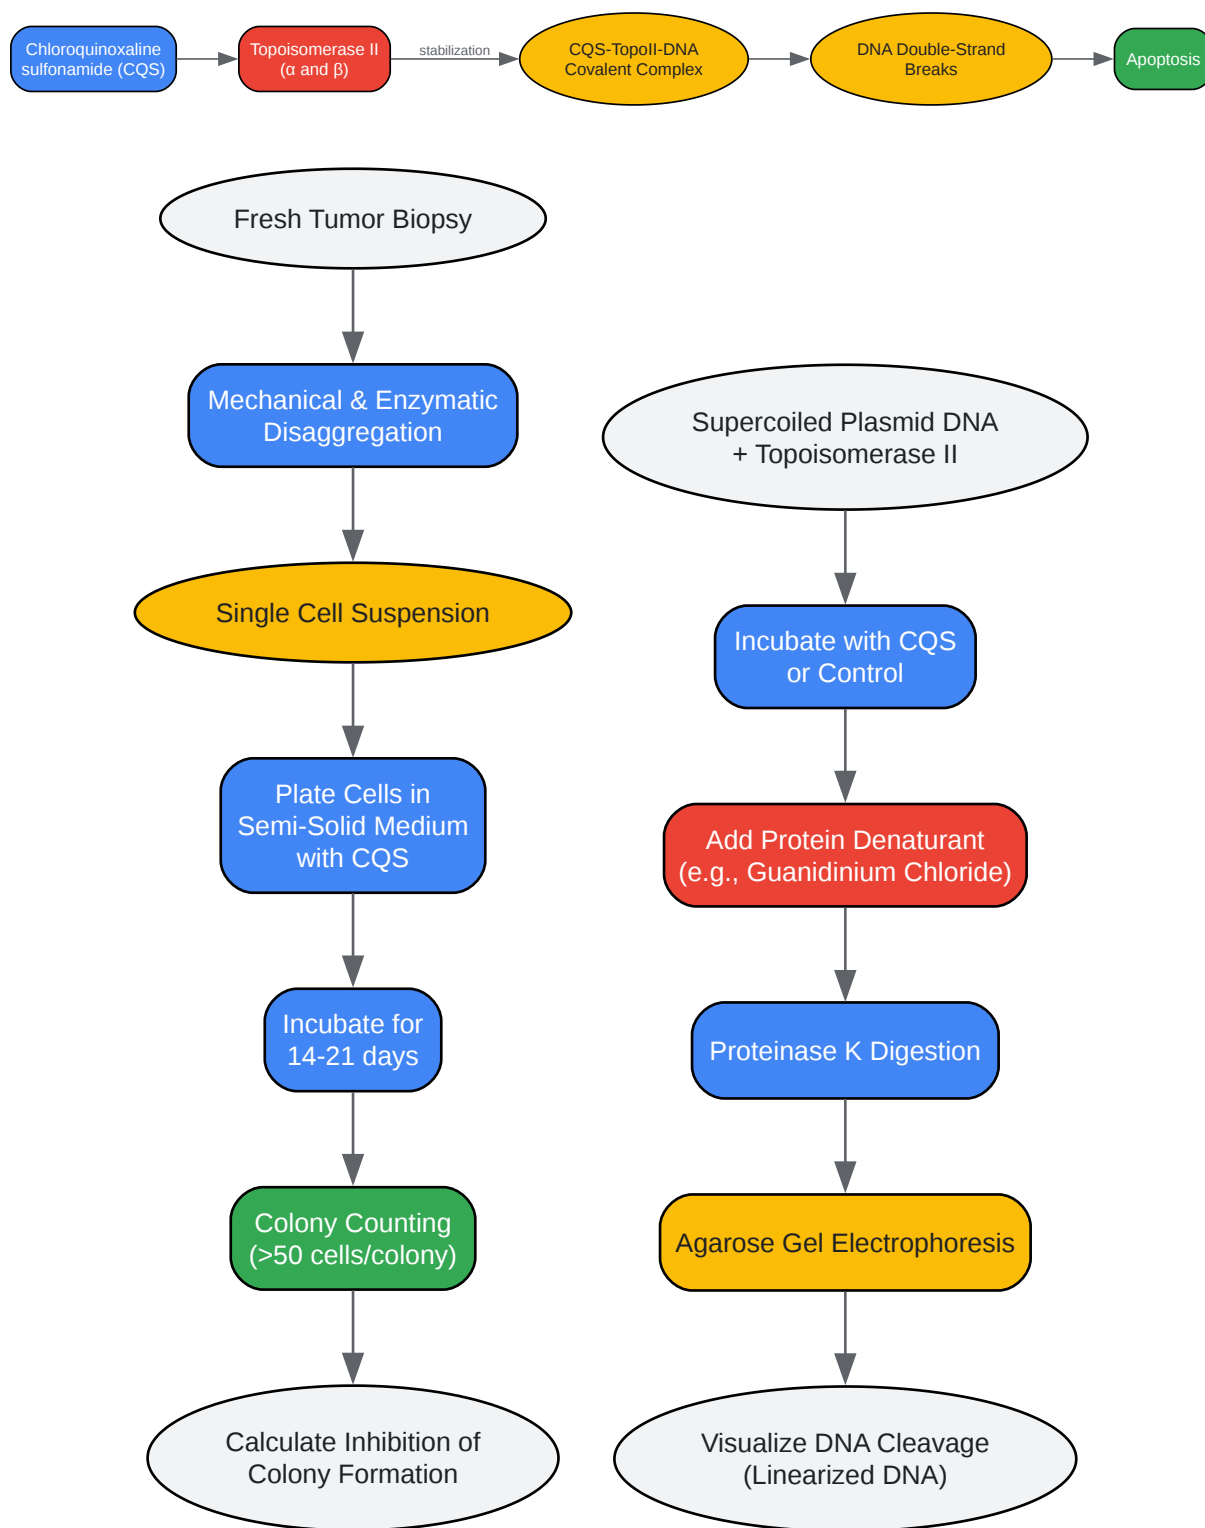 Chloroquinoxaline
sulfonamide (CQS)
Topoisomerase II
(α and β)
stabilization
CQS-TopoII-DNA
Covalent Complex
DNA Double-Strand
Breaks
Apoptosis
Fresh Tumor Biopsy
Mechanical & Enzymatic
Disaggregation
Single Cell Suspension
Plate Cells in
Semi-Solid Medium
with CQS
Incubate for
14-21 days
Colony Counting
(>50 cells/colony)
Calculate Inhibition of
Colony Formation
Supercoiled Plasmid DNA
+ Topoisomerase II
Incubate with CQS
or Control
Add Protein Denaturant
(e.g., Guanidinium Chloride)
Proteinase K Digestion
Agarose Gel Electrophoresis
Visualize DNA Cleavage
(Linearized DNA)